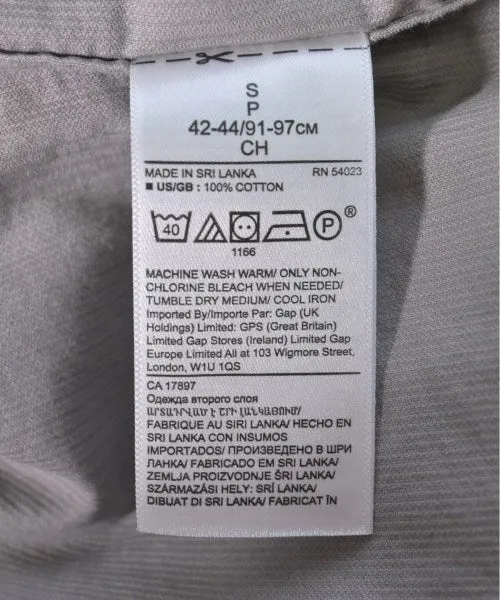 S
P
42-44/91-97CM
CH
MADE IN SRI LANKA RN 54023
■ US/GB : 100% COTTON
40 P ®
1166
MACHINE WASH WARM/ ONLY NON-
CHLORINE BLEACH WHEN NEEDED/
TUMBLE DRY MEDIUM/ COOL IRON
Imported By/Importe Par: Gap (UK
Holdings) Limited: GPS (Great Britain)
Limited Gap Stores (Ireland) Limited Gap
Europe Limited All at 103 Wigmore Street,
London, W1U 1QS
CA 17897
Одежда второго слоя
ԱՐՏԱԴՐՎԱԾ Է ՇՐԻ ԼԱՆԿԱՅՈՒՄ/
FABRIQUE AU SIRI LANKA/ HECHO EN
SRI LANKA CON INSUMOS
IMPORTADOS/ ПРОИЗВЕДЕНО В ШРИ
ЛАНКА/ FABRICADO EM SRI LANKA/
ZEMLJA PROIZVODNJE ŠRI LANKA/
SZÁRMAZÁSI HELY: SRÍ LANKA/
DIBUAT DI SRI LANKA/ FABRICAT ÎN